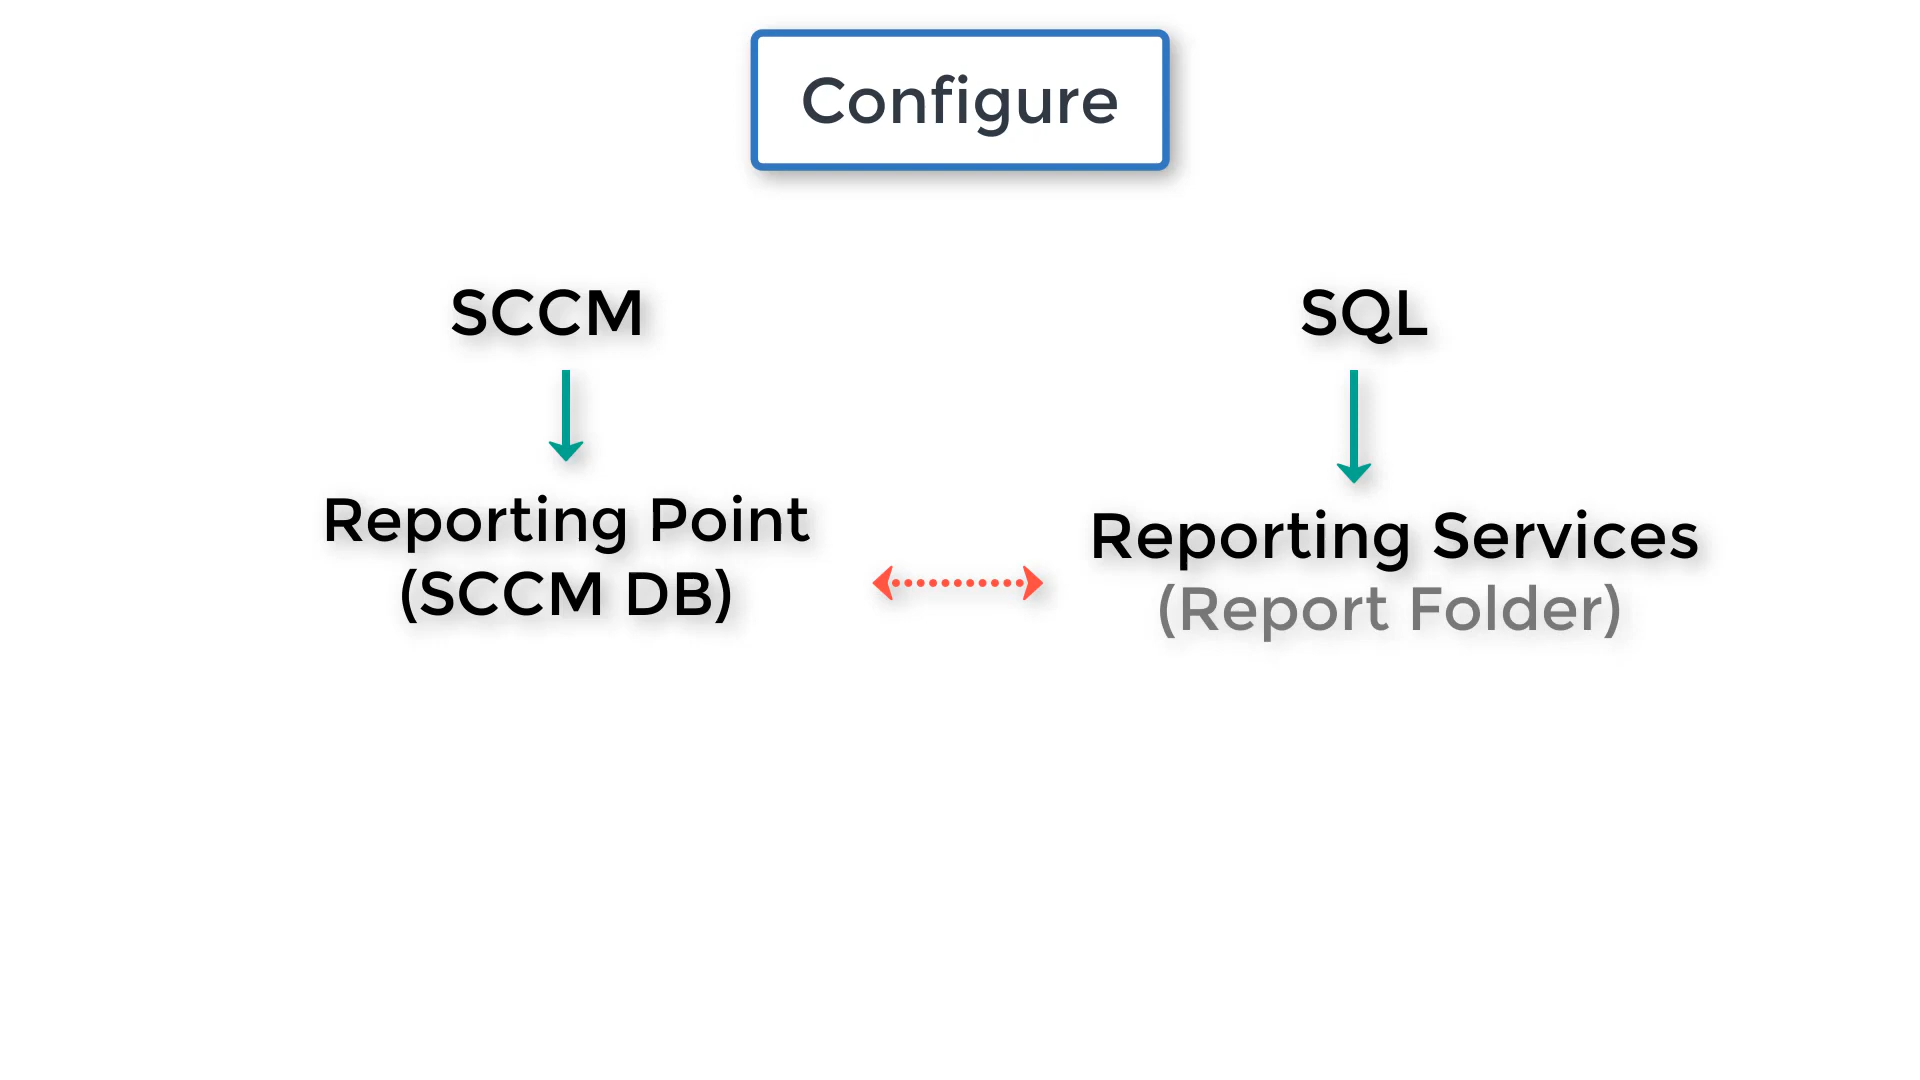 Configure
SCCM
SQL
Reporting Point
(SCCM DB)
Reporting Services
(Report Folder)